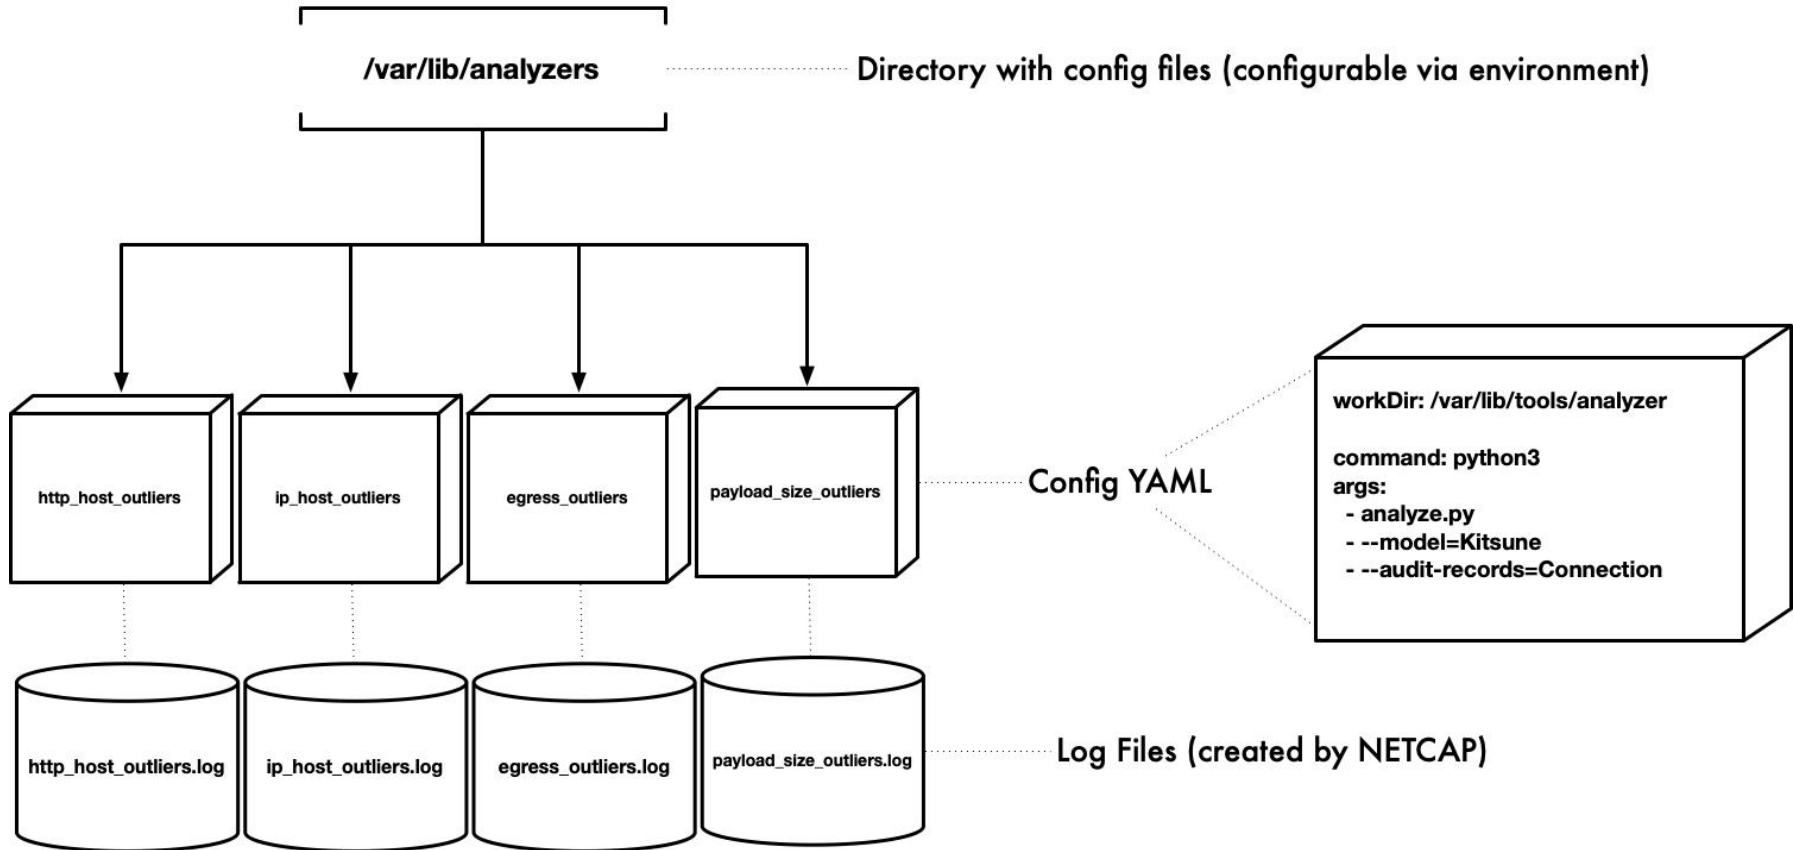 /var/lib/analyzers
Directory with config files (configurable via environment)
http_host_outliers
ip_host_outliers
egress_outliers
payload_size_outliers
Config YAML
workDir: /var/lib/tools/analyzer
command: python3
args:
- analyze.py
- --model=Kitsune
- --audit-records=Connection
http_host_outliers.log
ip_host_outliers.log
egress_outliers.log
payload_size_outliers.log
Log Files (created by NETCAP)